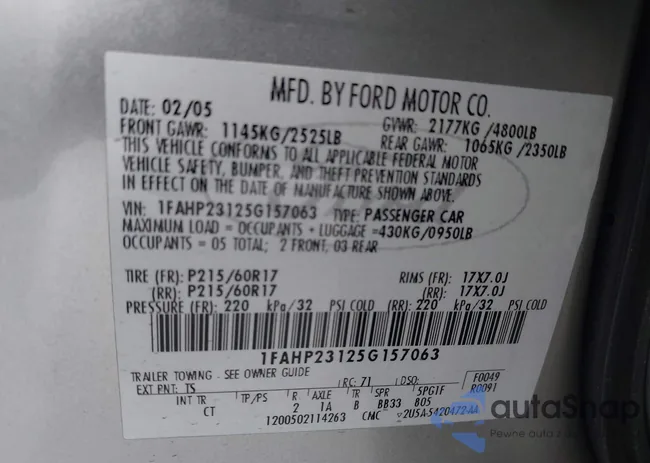 MFD. BY FORD MOTOR CO.
DATE: 02/05 GVWR: 2177KG /4800LB
FRONT GAWR: 1145KG/2525LB REAR GAWR: 1065KG /2350LB
THIS VEHICLE CONFORMS TO ALL APPLICABLE FEDERAL MOTOR
VEHICLE SAFETY, BUMPER, AND THEFT PREVENTION STANDARDS
IN EFFECT ON THE DATE OF MANUFACTURE SHOWN ABOVE.
VIN: 1FAHP23125G157063 TYPE: PASSENGER CAR
MAXIMUM LOAD = OCCUPANTS + LUGGAGE =430KG/0950LB
OCCUPANTS = 05 TOTAL; 2 FRONT, 03 REAR
TIRE (FR): P215/60R17 RIMS (FR): 17X7.0J
(RR): P215/60R17 (RR): 17X7.0J
PRESSURE (FR): 220 kPa/32 PSI COLD (RR): 220 kPa/32 PSI COLD
1FAHP23125G157063
TRAILER TOWING - SEE OWNER GUIDE F0049
EXT PNT: TS RC: 71 DSO: R0091
INT TR TP/PS R AXLE TR SPR 5PG1F
CT 2 1A B BB33 805
1200502114263 CMC
autaSnap
Pewne auta z